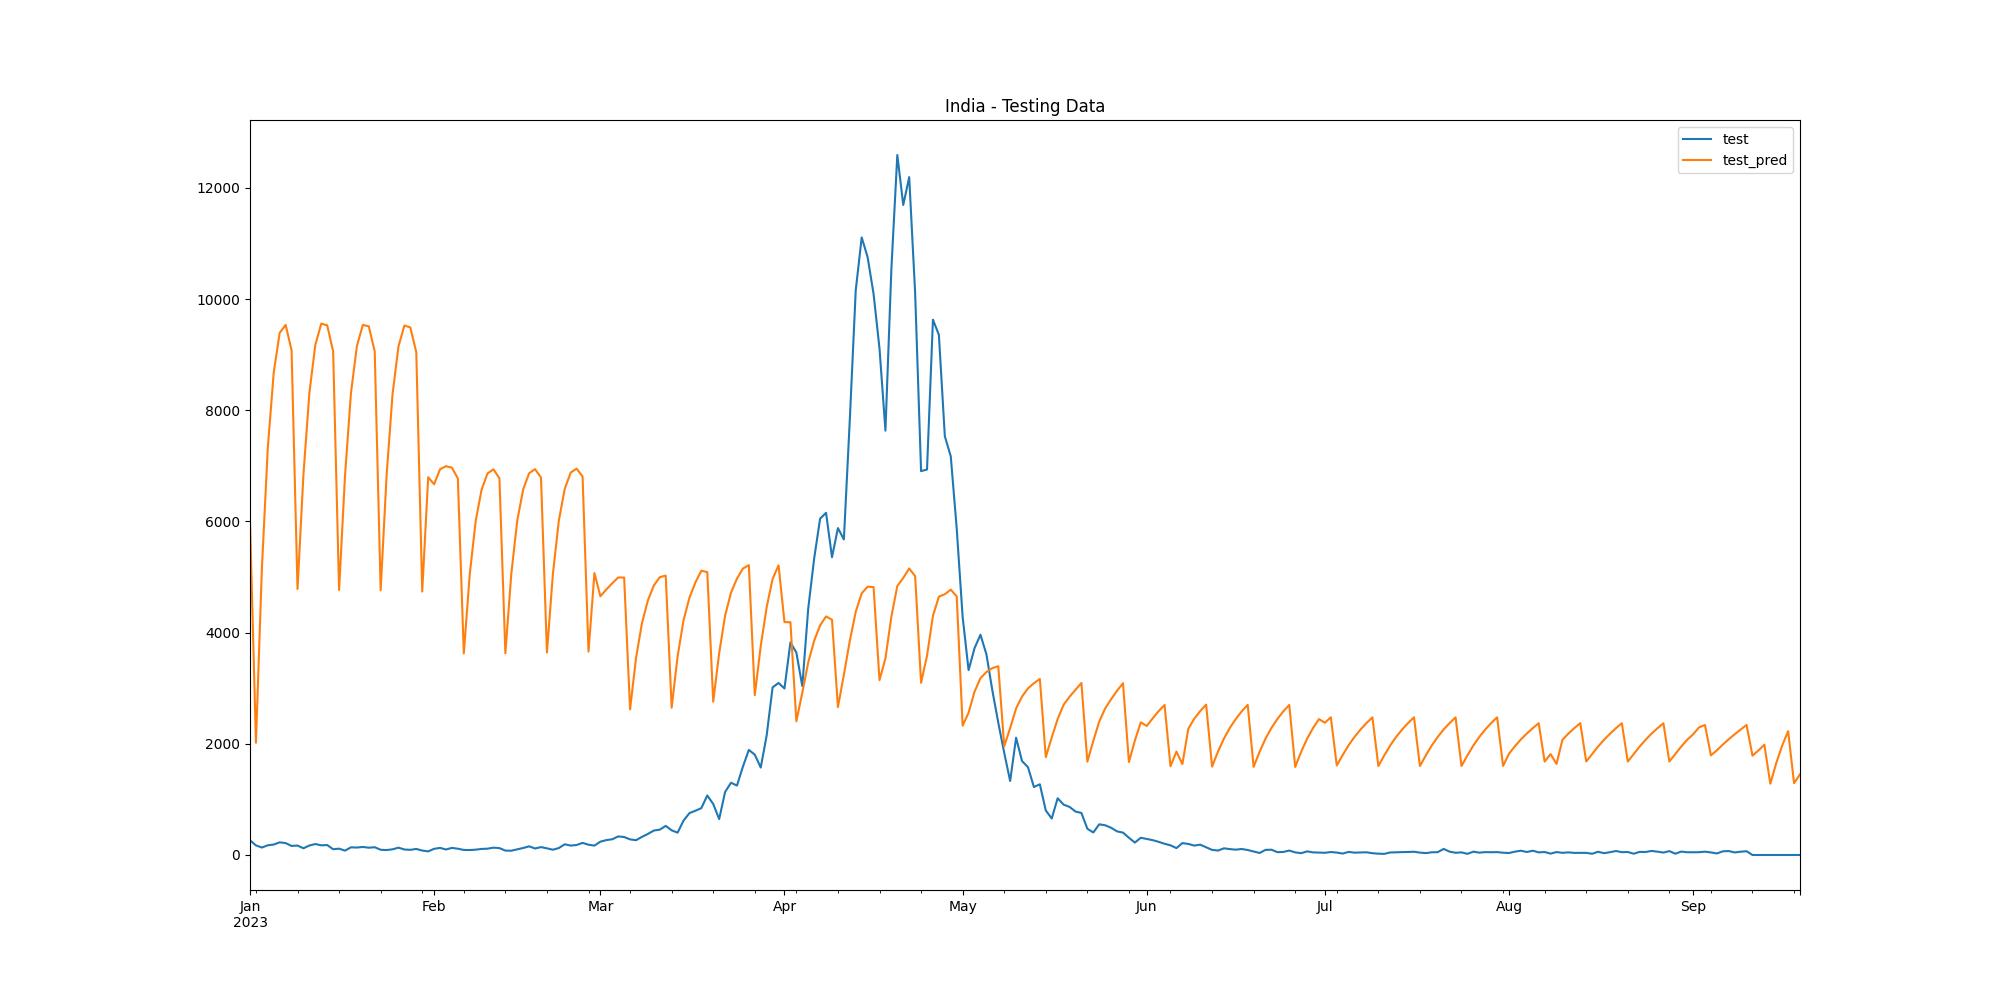 India - Testing Data
test
test_pred
12000
10000
8000
6000
4000
2000
0
Jan Feb Mar Apr May Jun Jul Aug Sep
2023